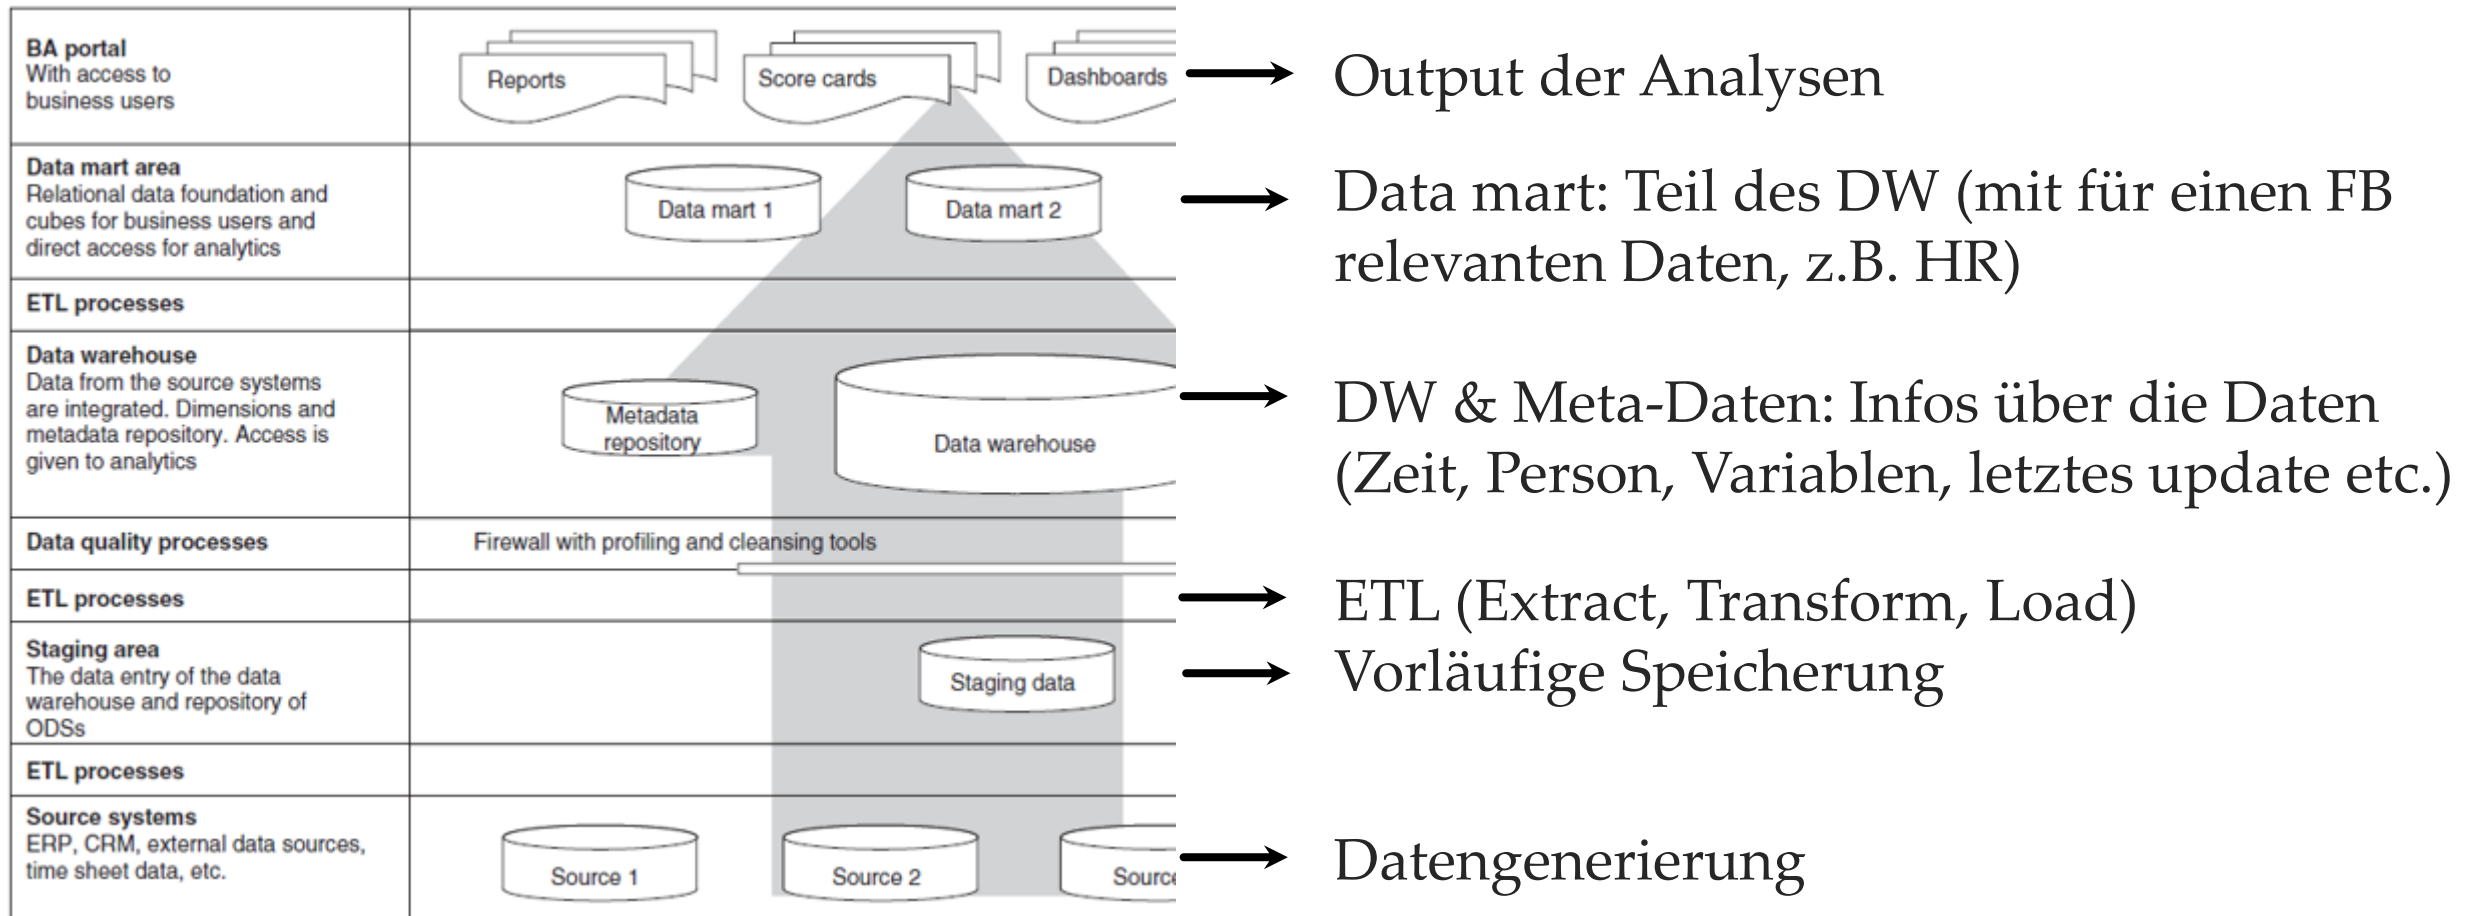 BA portal
With access to
business users
Reports
Score cards
Dashboards
Output der Analysen
Data mart area
Relational data foundation and
cubes for business users and
direct access for analytics
Data mart 1
Data mart 2
Data mart: Teil des DW (mit für einen FB
relevanten Daten, z.B. HR)
ETL processes
Data warehouse
Data from the source systems
are integrated. Dimensions and
metadata repository. Access is
given to analytics
Metadata
repository
Data warehouse
DW & Meta-Daten: Infos über die Daten
(Zeit, Person, Variablen, letztes update etc.)
Data quality processes
Firewall with profiling and cleansing tools
ETL processes
ETL (Extract, Transform, Load)
Staging area
The data entry of the data
warehouse and repository of
ODSs
Staging data
Vorläufige Speicherung
ETL processes
Source systems
ERP, CRM, external data sources,
time sheet data, etc.
Source 1
Source 2
Source
Datengenerierung